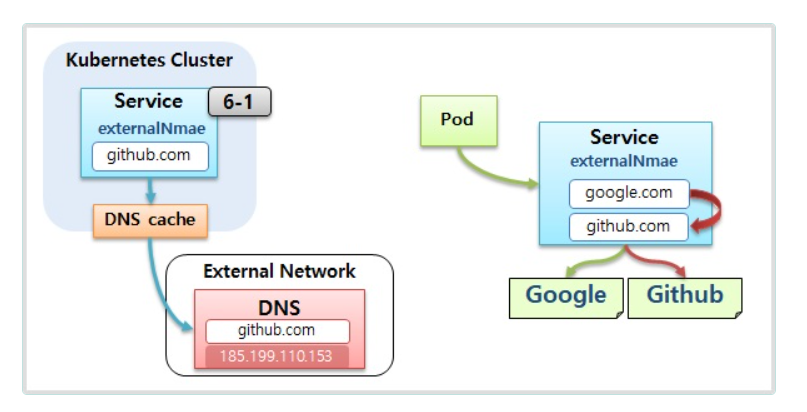 Kubernetes Cluster
Service
6-1
externalNmae
github.com
DNS cache
External Network
DNS
github.com
185.199.110.153
Pod
Service
externalNmae
google.com
github.com
Google
Github